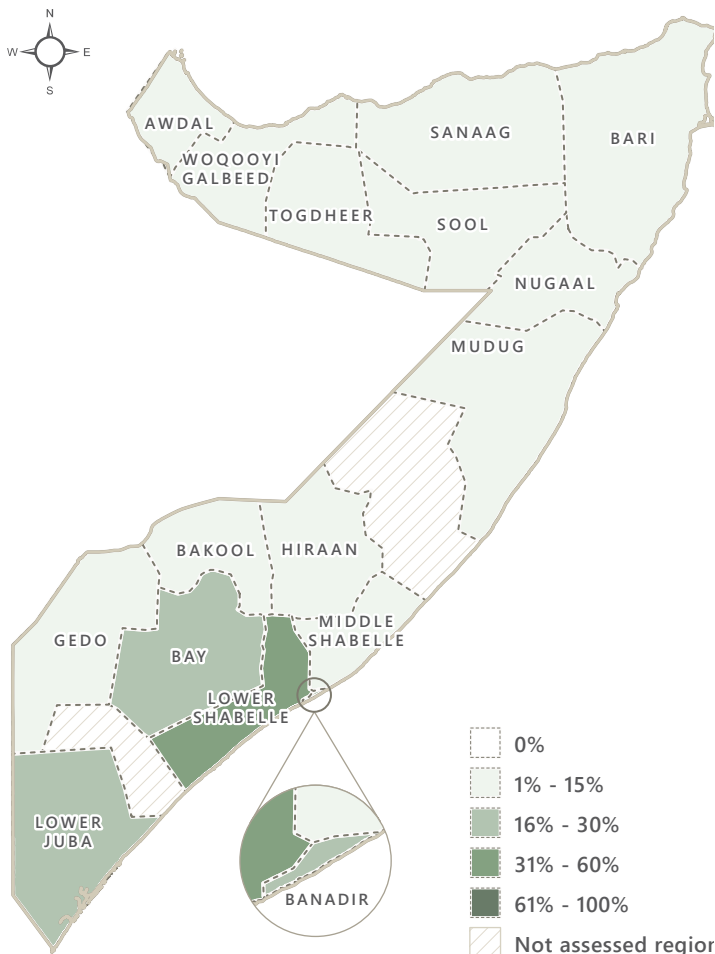 N
W
E
S
AWDAL
SANAAG
BARI
WOQOOYI
GALBEED
TOGDHEER
SOOL
NUGAAL
MUDUG
BAKOOL
HIRAAN
MIDDLE
SHABELLE
GEDO
BAY
LOWER
SHABELLE
LOWER
JUBA
BANADIR
0%
1% - 15%
16% - 30%
31% - 60%
61% - 100%
Not assessed region